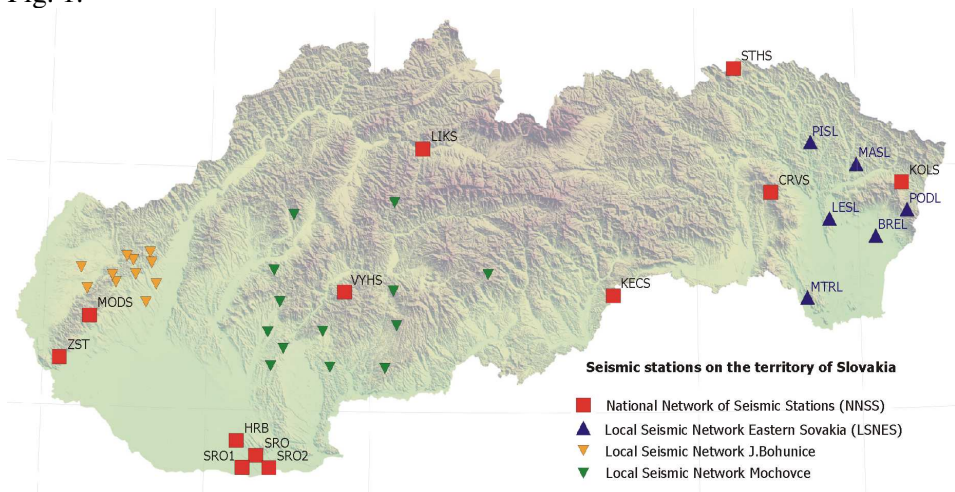 Fig. 1.
STHS
LIKS
PISL
MASL
KOLS
CRVS
PODL
LESL
BREL
VYHS
KECS
MTRL
MODS
ZST
Seismic stations on the territory of Slovakia
National Network of Seismic Stations (NNSS)
HRB
Local Seismic Network Eastern Sovakia (LSNES)
SRO
SRO1
SRO2
Local Seismic Network J.Bohunice
Local Seismic Network Mochovce